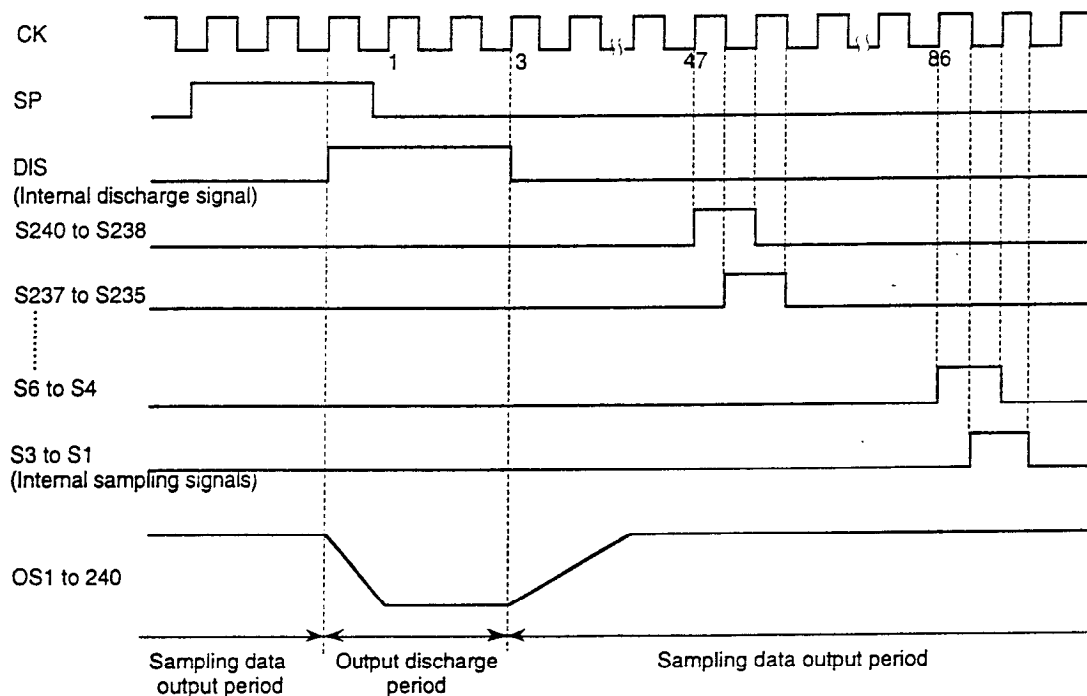 CK
1
3
47
86
SP
DIS
(Internal discharge signal)
S240 to S238
S237 to S235
S6 to S4
S3 to S1
(Internal sampling signals)
OS1 to 240
Sampling data
output period
Output discharge
period
Sampling data output period